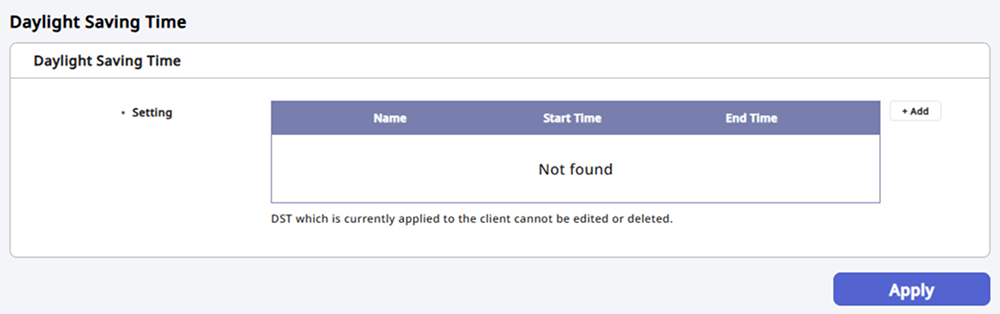 Daylight Saving Time
Daylight Saving Time
• Setting
Name Start Time End Time
+ Add
Not found
DST which is currently applied to the client cannot be edited or deleted.
Apply